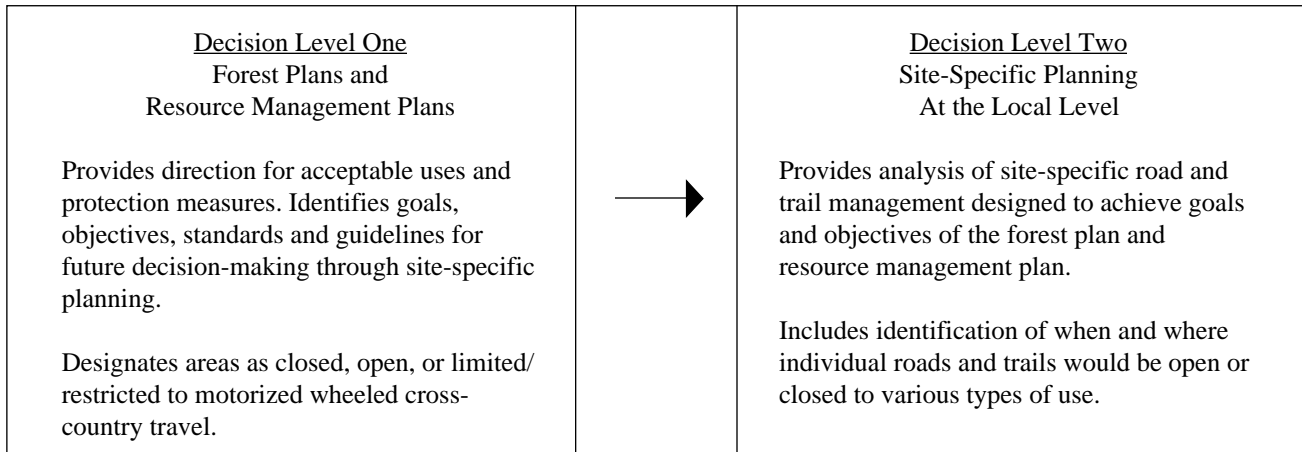 Decision Level One
Forest Plans and
Resource Management Plans
Provides direction for acceptable uses and
protection measures. Identifies goals,
objectives, standards and guidelines for
future decision-making through site-specific
planning.
Designates areas as closed, open, or limited/
restricted to motorized wheeled cross-
country travel.
Decision Level Two
Site-Specific Planning
At the Local Level
Provides analysis of site-specific road and
trail management designed to achieve goals
and objectives of the forest plan and
resource management plan.
Includes identification of when and where
individual roads and trails would be open or
closed to various types of use.